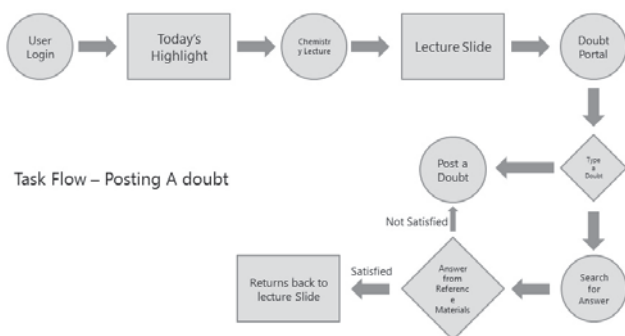 User
Login
Today's
Highlight
Chemistr
y Lecture
Lecture Slide
Doubt
Portal
Type
a
Doubt
Post a
Doubt
Task Flow – Posting A doubt
Not Satisfied
Search
for
Answer
Answer
from
Referenc
e
Materials
Satisfied
Returns back to
lecture Slide